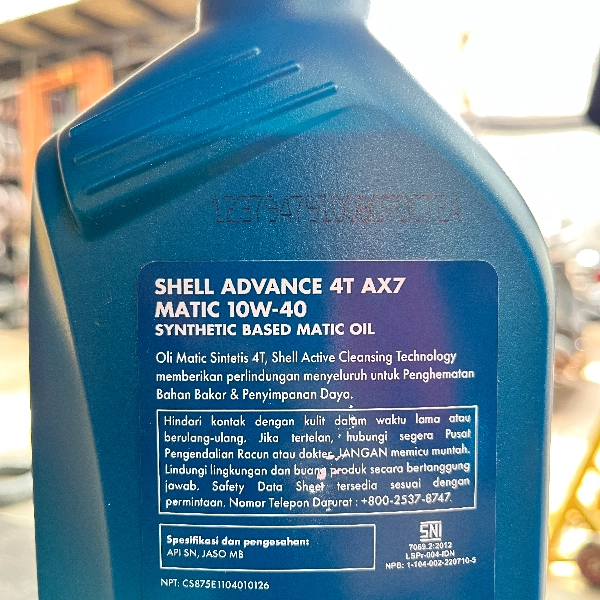 SHELL ADVANCE 4T AX7
MATIC 10W-40
SYNTHETIC BASED MATIC OIL
Oli Matic Sintetis 4T, Shell Active Cleansing Technology
memberikan perlindungan menyeluruh untuk Penghematan
Bahan Bakar & Penyimpanan Daya.
Hindari kontak dengan kulit dalam waktu lama atau
berulang-ulang. Jika tertelan, hubungi segera Pusat
Pengendalian Racun atau dokter, JANGAN memicu muntah.
Lindungi lingkungan dan buang produk secara bertanggung
jawab. Safety Data Sheet tersedia sesuai dengan
permintaan. Nomor Telepon Darurat : +800-2537-8747.
Spesifikasi dan pengesahan:
API SN, JASO MB
SNI
7069.2:2012
LSPr-004-IDN
NPB: 1-104-002-220710-5
NPT: CS875E1104010126